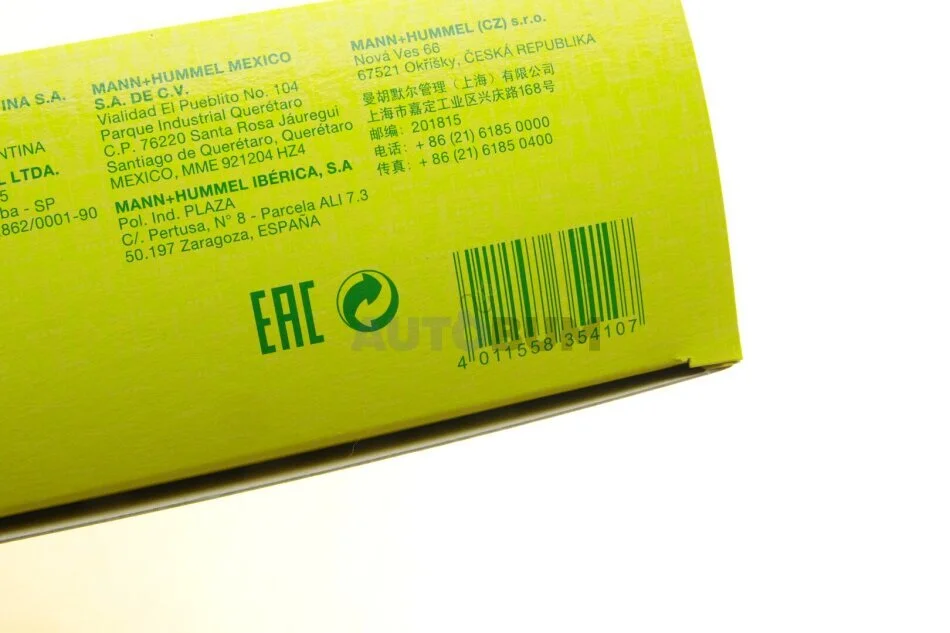 INA S.A.
NTINA
L LTDA.
5
ba - SP
862/0001-90
MANN+HUMMEL MEXICO
S.A. DE C.V.
Vialidad El Pueblito No. 104
Parque Industrial Querétaro
C.P. 76220 Santa Rosa Jáuregui
Santiago de Querétaro, Querétaro
MEXICO, MME 921204 HZ4
MANN+HUMMEL IBÉRICA, S.A
Pol. Ind. PLAZA
C/. Pertusa, N° 8 - Parcela ALI 7.3
50.197 Zaragoza, ESPAÑA
MANN+HUMMEL (CZ) s.r.o.
Nová Ves 66
67521 Okříšky, ČESKÁ REPUBLIKA
曼胡默尔管理（上海）有限公司
上海市嘉定工业区兴庆路168号
邮编: 201815
电话: + 86 (21) 6185 0000
传真: + 86 (21) 6185 0400
EAC
AUTOBUM
4 011558 354107